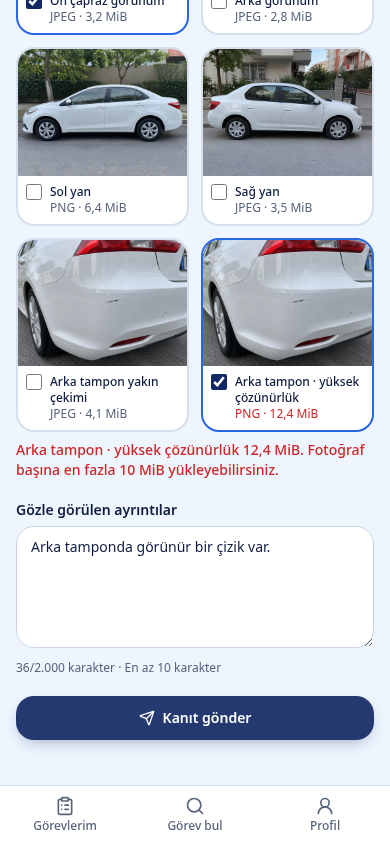 Ön çapraz görünüm
JPEG · 3,2 MiB
Arka görünüm
JPEG · 2,8 MiB
Sol yan
PNG · 6,4 MiB
Sağ yan
JPEG · 3,5 MiB
Arka tampon yakın
çekimi
JPEG · 4,1 MiB
Arka tampon · yüksek
çözünürlük
PNG · 12,4 MiB
Arka tampon · yüksek çözünürlük 12,4 MiB. Fotoğraf
başına en fazla 10 MiB yükleyebilirsiniz.
Gözle görülen ayrıntılar
Arka tamponda görünür bir çizik var.
36/2.000 karakter · En az 10 karakter
Kanıt gönder
Görevlerim
Görev bul
Profil